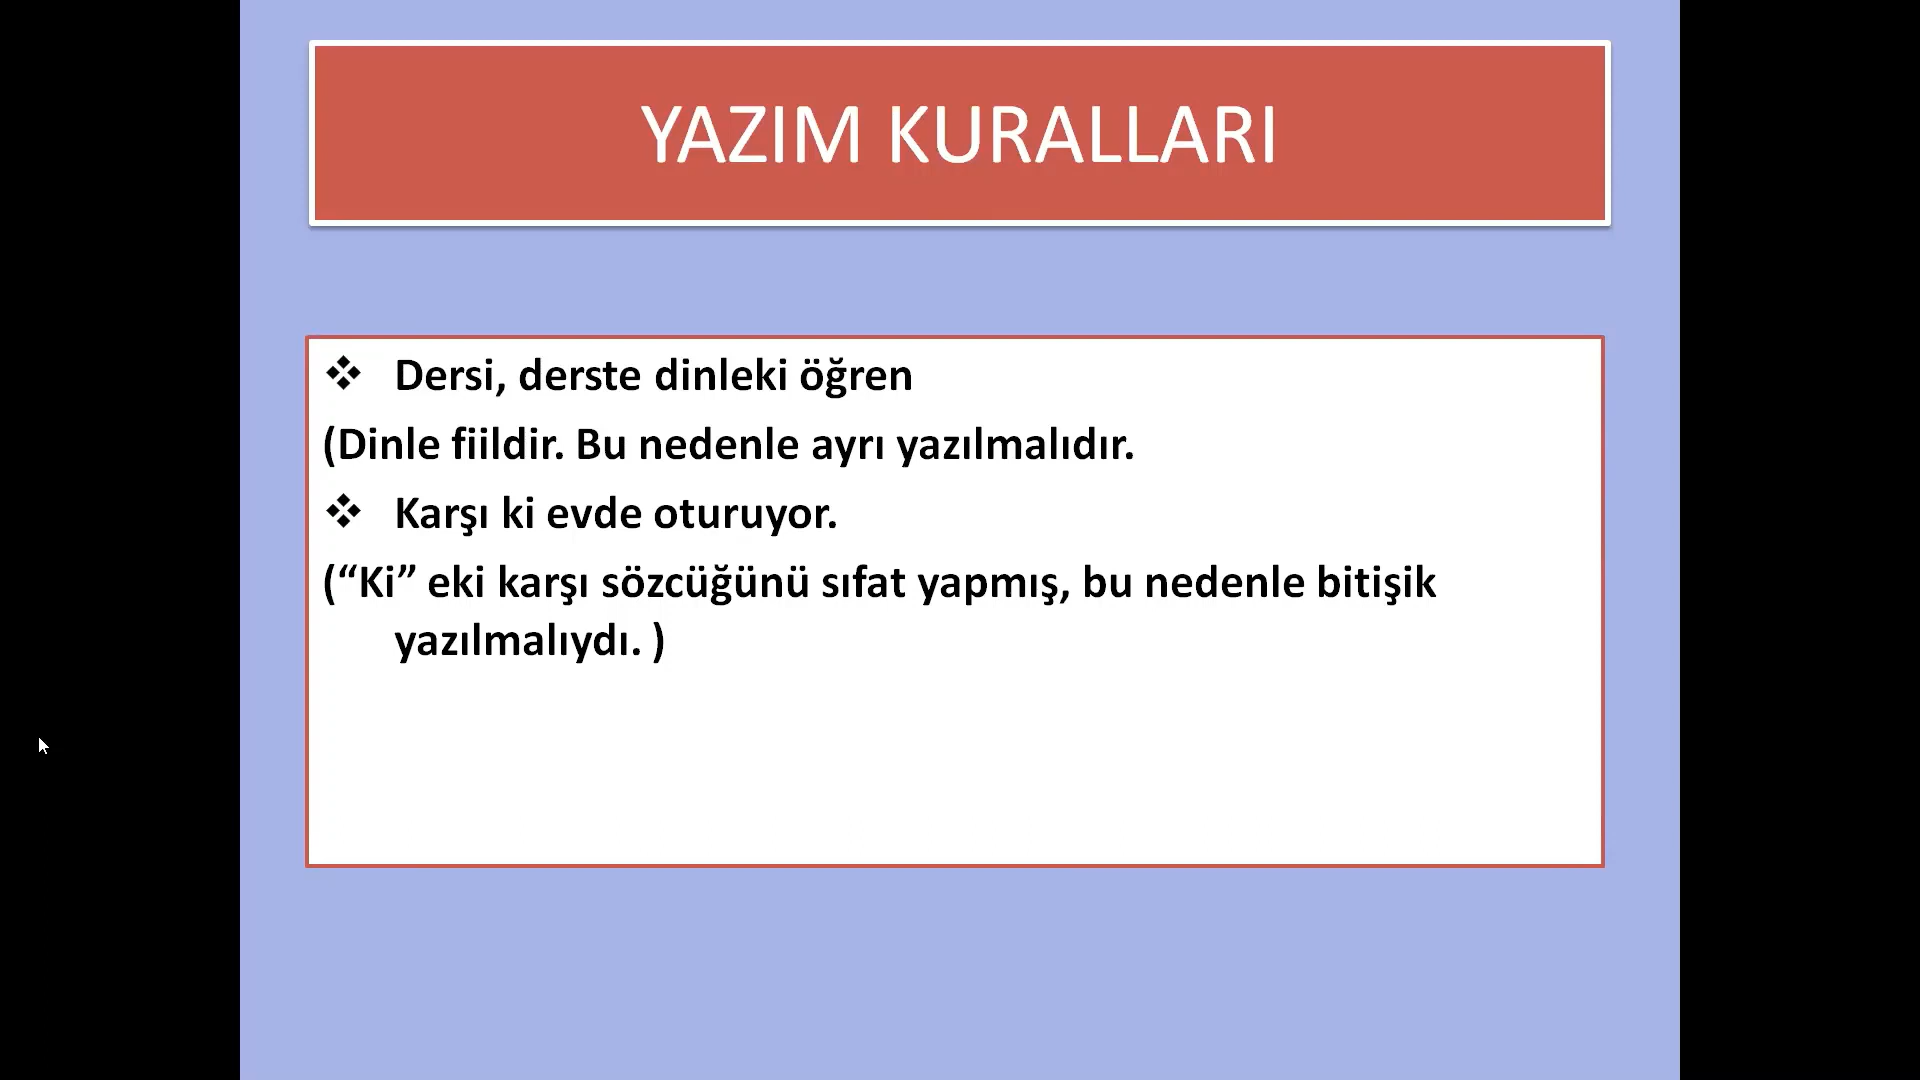 YAZIM KURALLARI
❖ Dersi, derste dinleki öğren
(Dinle fiildir. Bu nedenle ayrı yazılmalıdır.
❖ Karşı ki evde oturuyor.
(“Ki” eki karşı sözcüğünü sıfat yapmış, bu nedenle bitişik
yazılmalıydı. )